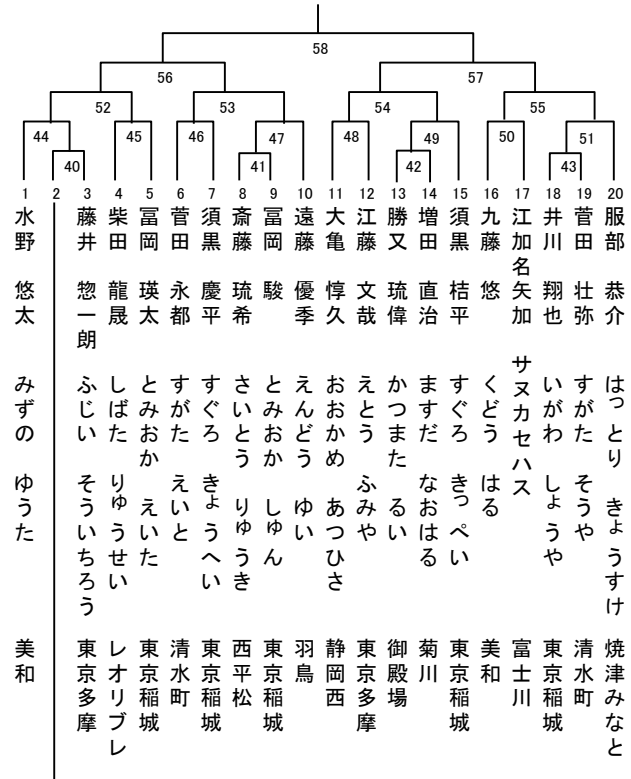 58
56
57
52
53
54
55
44
45
46
47
48
49
50
51
40
41
42
43
1 水野 悠太 みずの ゆうた 美和
2
3 藤井 惣一朗 ふじい そういちろう 東京多摩
4 柴田 龍晟 しばた りゅうせい レオリブレ
5 冨岡 瑛太 とみおか えいた 東京稲城
6 菅田 永都 すがた えいと 清水町
7 須黒 慶平 すぐろ きょうへい 東京稲城
8 斎藤 琉希 さいとう りゅうき 西平松
9 冨岡 駿 とみおか しゅん 東京稲城
10 遠藤 優季 えんどう ゆい 羽鳥
11 大亀 惇久 おおかめ あつひさ 静岡西
12 江藤 文哉 えとう ふみや 東京多摩
13 勝又 琉偉 かつまた るい 御殿場
14 増田 直治 ますだ なおはる 菊川
15 須黒 桔平 すぐろ きっぺい 東京稲城
16 九藤 悠 くどう はる 美和
17 江加名矢加 サヌカセハス 富士川
18 井川 翔也 いがわ しょうや 東京稲城
19 菅田 壮弥 すがた そうや 清水町
20 服部 恭介 はっとり きょうすけ 焼津みなと